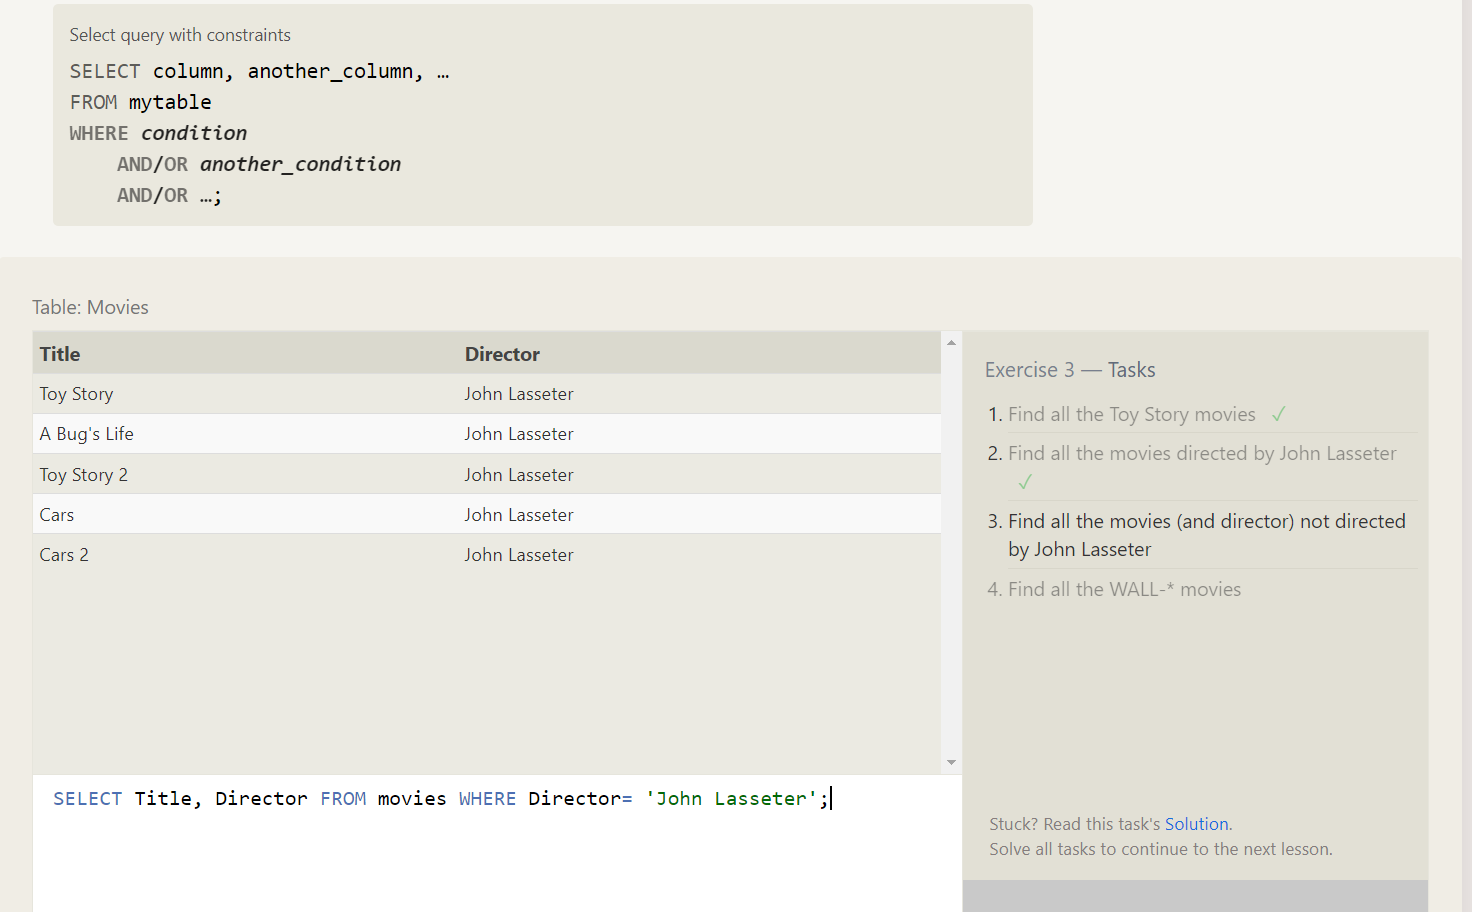 Select query with constraints
SELECT column, another_column, …
FROM mytable
WHERE condition
AND/OR another_condition
AND/OR …;
Table: Movies
Title Director
Toy Story John Lasseter
A Bug's Life John Lasseter
Toy Story 2 John Lasseter
Cars John Lasseter
Cars 2 John Lasseter
SELECT Title, Director FROM movies WHERE Director= 'John Lasseter';
Exercise 3 — Tasks
1. Find all the Toy Story movies ✓
2. Find all the movies directed by John Lasseter
✓
3. Find all the movies (and director) not directed
by John Lasseter
4. Find all the WALL-* movies
Stuck? Read this task's Solution.
Solve all tasks to continue to the next lesson.